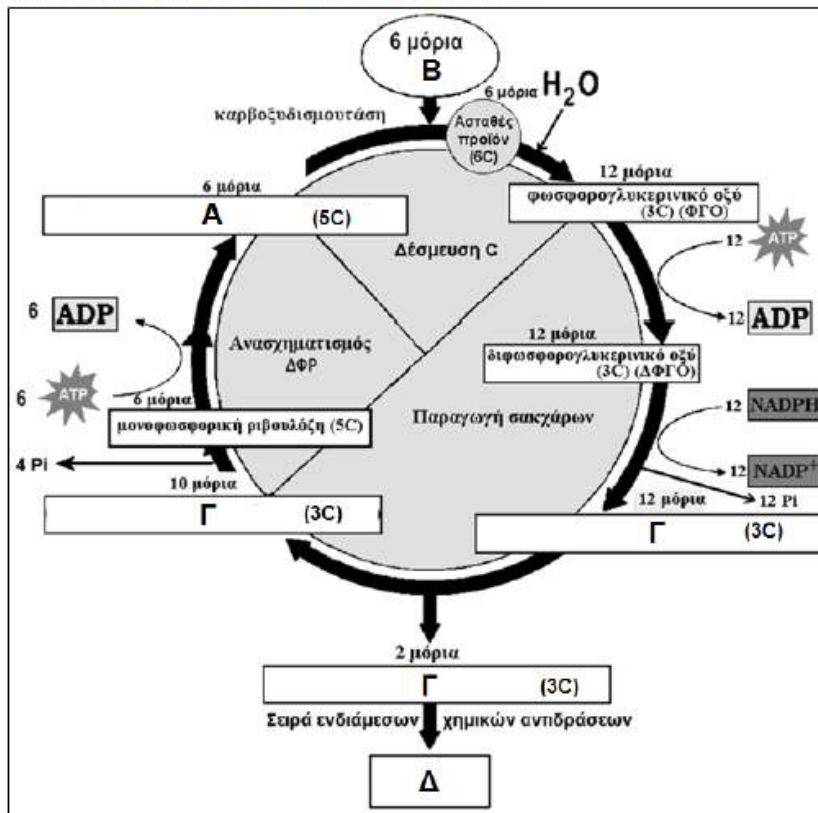 6 μόρια
Β
6 μόρια H₂O
καρβοξυδισμουτάση
Ασταθές
προϊόν
(6C)
12 μόρια
φωσφορογλυκερινικό οξύ
(3C) (ΦΓΟ)
6 μόρια
Α (5C)
Δέσμευση C
12 ATP
12 ADP
6 ADP
Ανασχηματισμός
ΔΦΡ
12 μόρια
διφωσφορογλυκερινικό οξύ
(3C) (ΔΦΓΟ)
6 ATP
6 μόρια
μονοφωσφορική ριβουλόζη (5C)
Παραγωγή σακχάρων
12 NADPH
12 NADP⁺
4 Pi
10 μόρια
Γ (3C)
12 μόρια
12 Pi
Γ (3C)
2 μόρια
Γ (3C)
Σειρά ενδιάμεσων χημικών αντιδράσεων
Δ